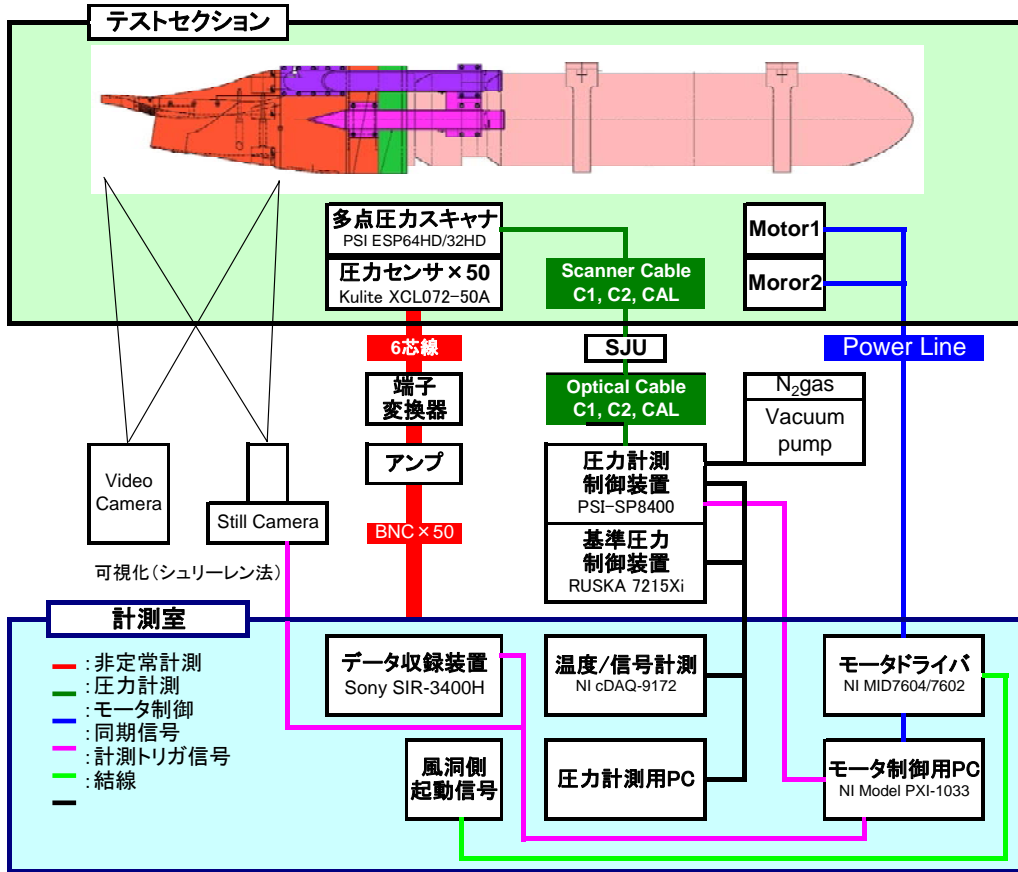 テストセクション
多点圧力スキャナ
PSI ESP64HD/32HD
圧力センサ×50
Kulite XCL072-50A
Scanner Cable
C1, C2, CAL
Motor1
Moror2
6芯線
SJU
Power Line
端子
変換器
Optical Cable
C1, C2, CAL
N₂gas
Vacuum
pump
アンプ
圧力計測
制御装置
PSI-SP8400
Video
Camera
Still Camera
BNC×50
基準圧力
制御装置
RUSKA 7215Xi
可視化(シュリーレン法)
計測室
:非定常計測
:圧力計測
:モータ制御
:同期信号
:計測トリガ信号
:結線
データ収録装置
Sony SIR-3400H
温度/信号計測
NI cDAQ-9172
モータドライバ
NI MID7604/7602
風洞側
起動信号
圧力計測用PC
モータ制御用PC
NI Model PXI-1033